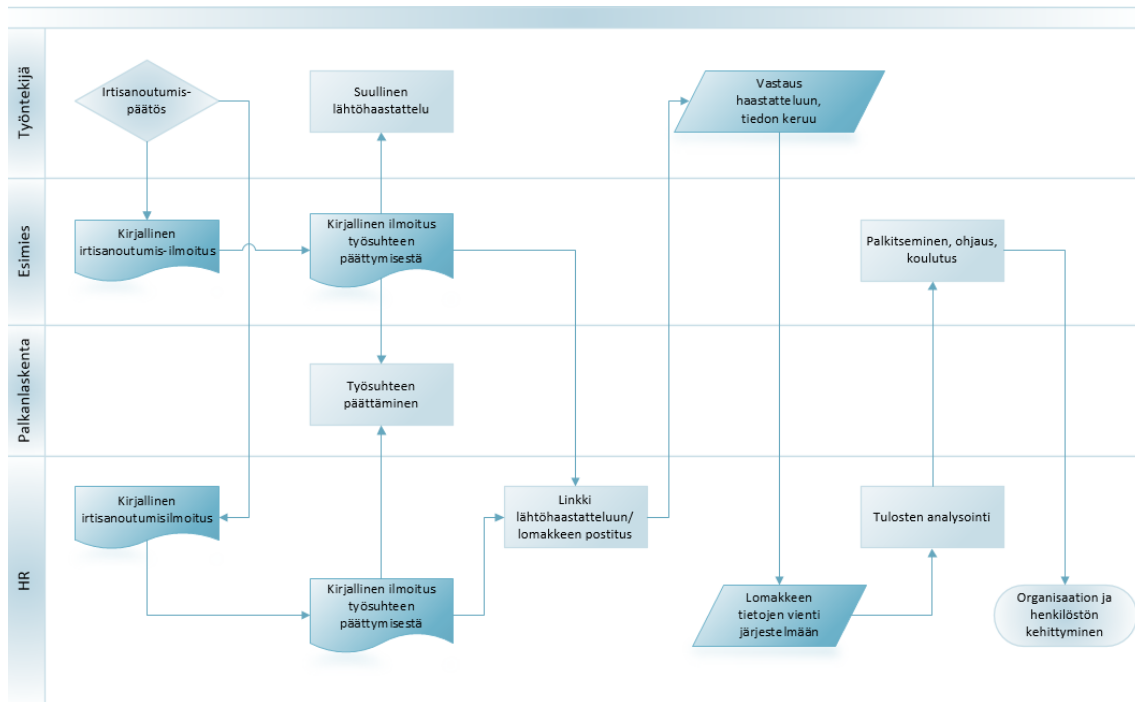 Työntekijä
Irtisanoutumis-
päätös
Suullinen
lähtöhaastattelu
Vastaus
haastatteluun,
tiedon keruu
Esimies
Kirjallinen
irtisanoutumis-ilmoitus
Kirjallinen ilmoitus
työsuhteen
päättymisestä
Palkitseminen, ohjaus,
koulutus
Palkanlaskenta
Työsuhteen
päättäminen
HR
Kirjallinen
irtisanoutumisilmoitus
Linkki
lähtöhaastatteluun/
lomakkeen postitus
Tulosten analysointi
Kirjallinen ilmoitus
työsuhteen
päättymisestä
Lomakkeen
tietojen vienti
järjestelmään
Organisaation ja
henkilöstön
kehittyminen